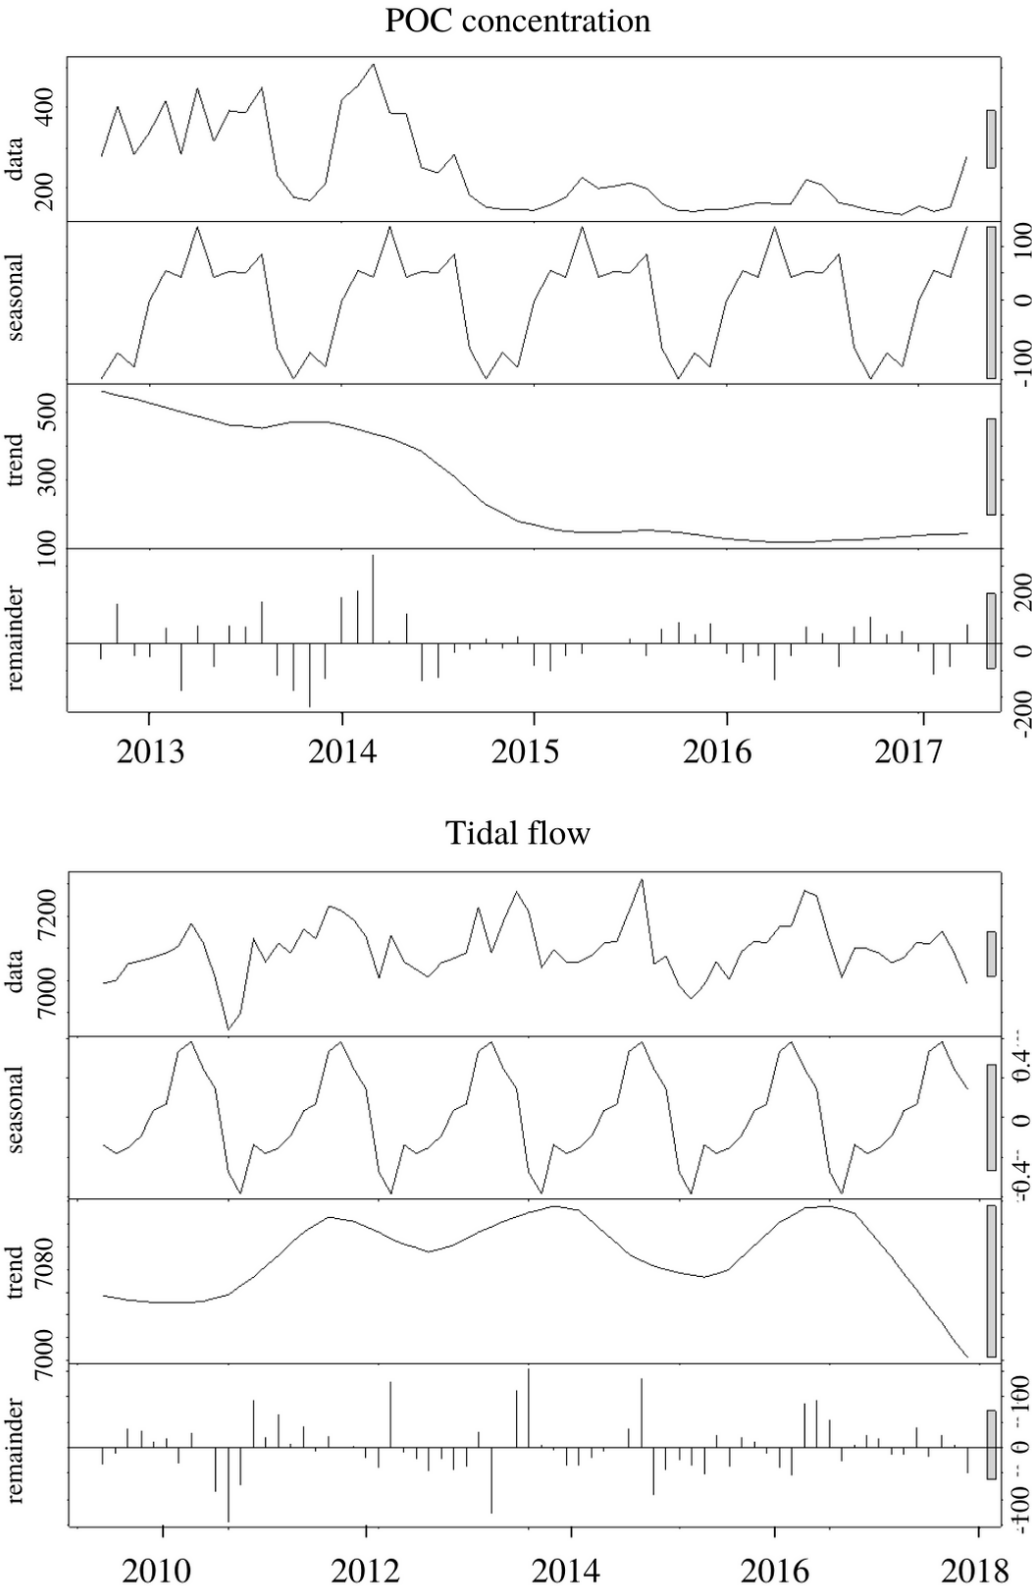 POC concentration
data
200 400
seasonal
-100 0 100
trend
100 300 500
remainder
-200 0 200
2013 2014 2015 2016 2017
Tidal flow
data
7000 7200
seasonal
-0.4 0 0.4
trend
7000 7080
remainder
-100 0 100
2010 2012 2014 2016 2018